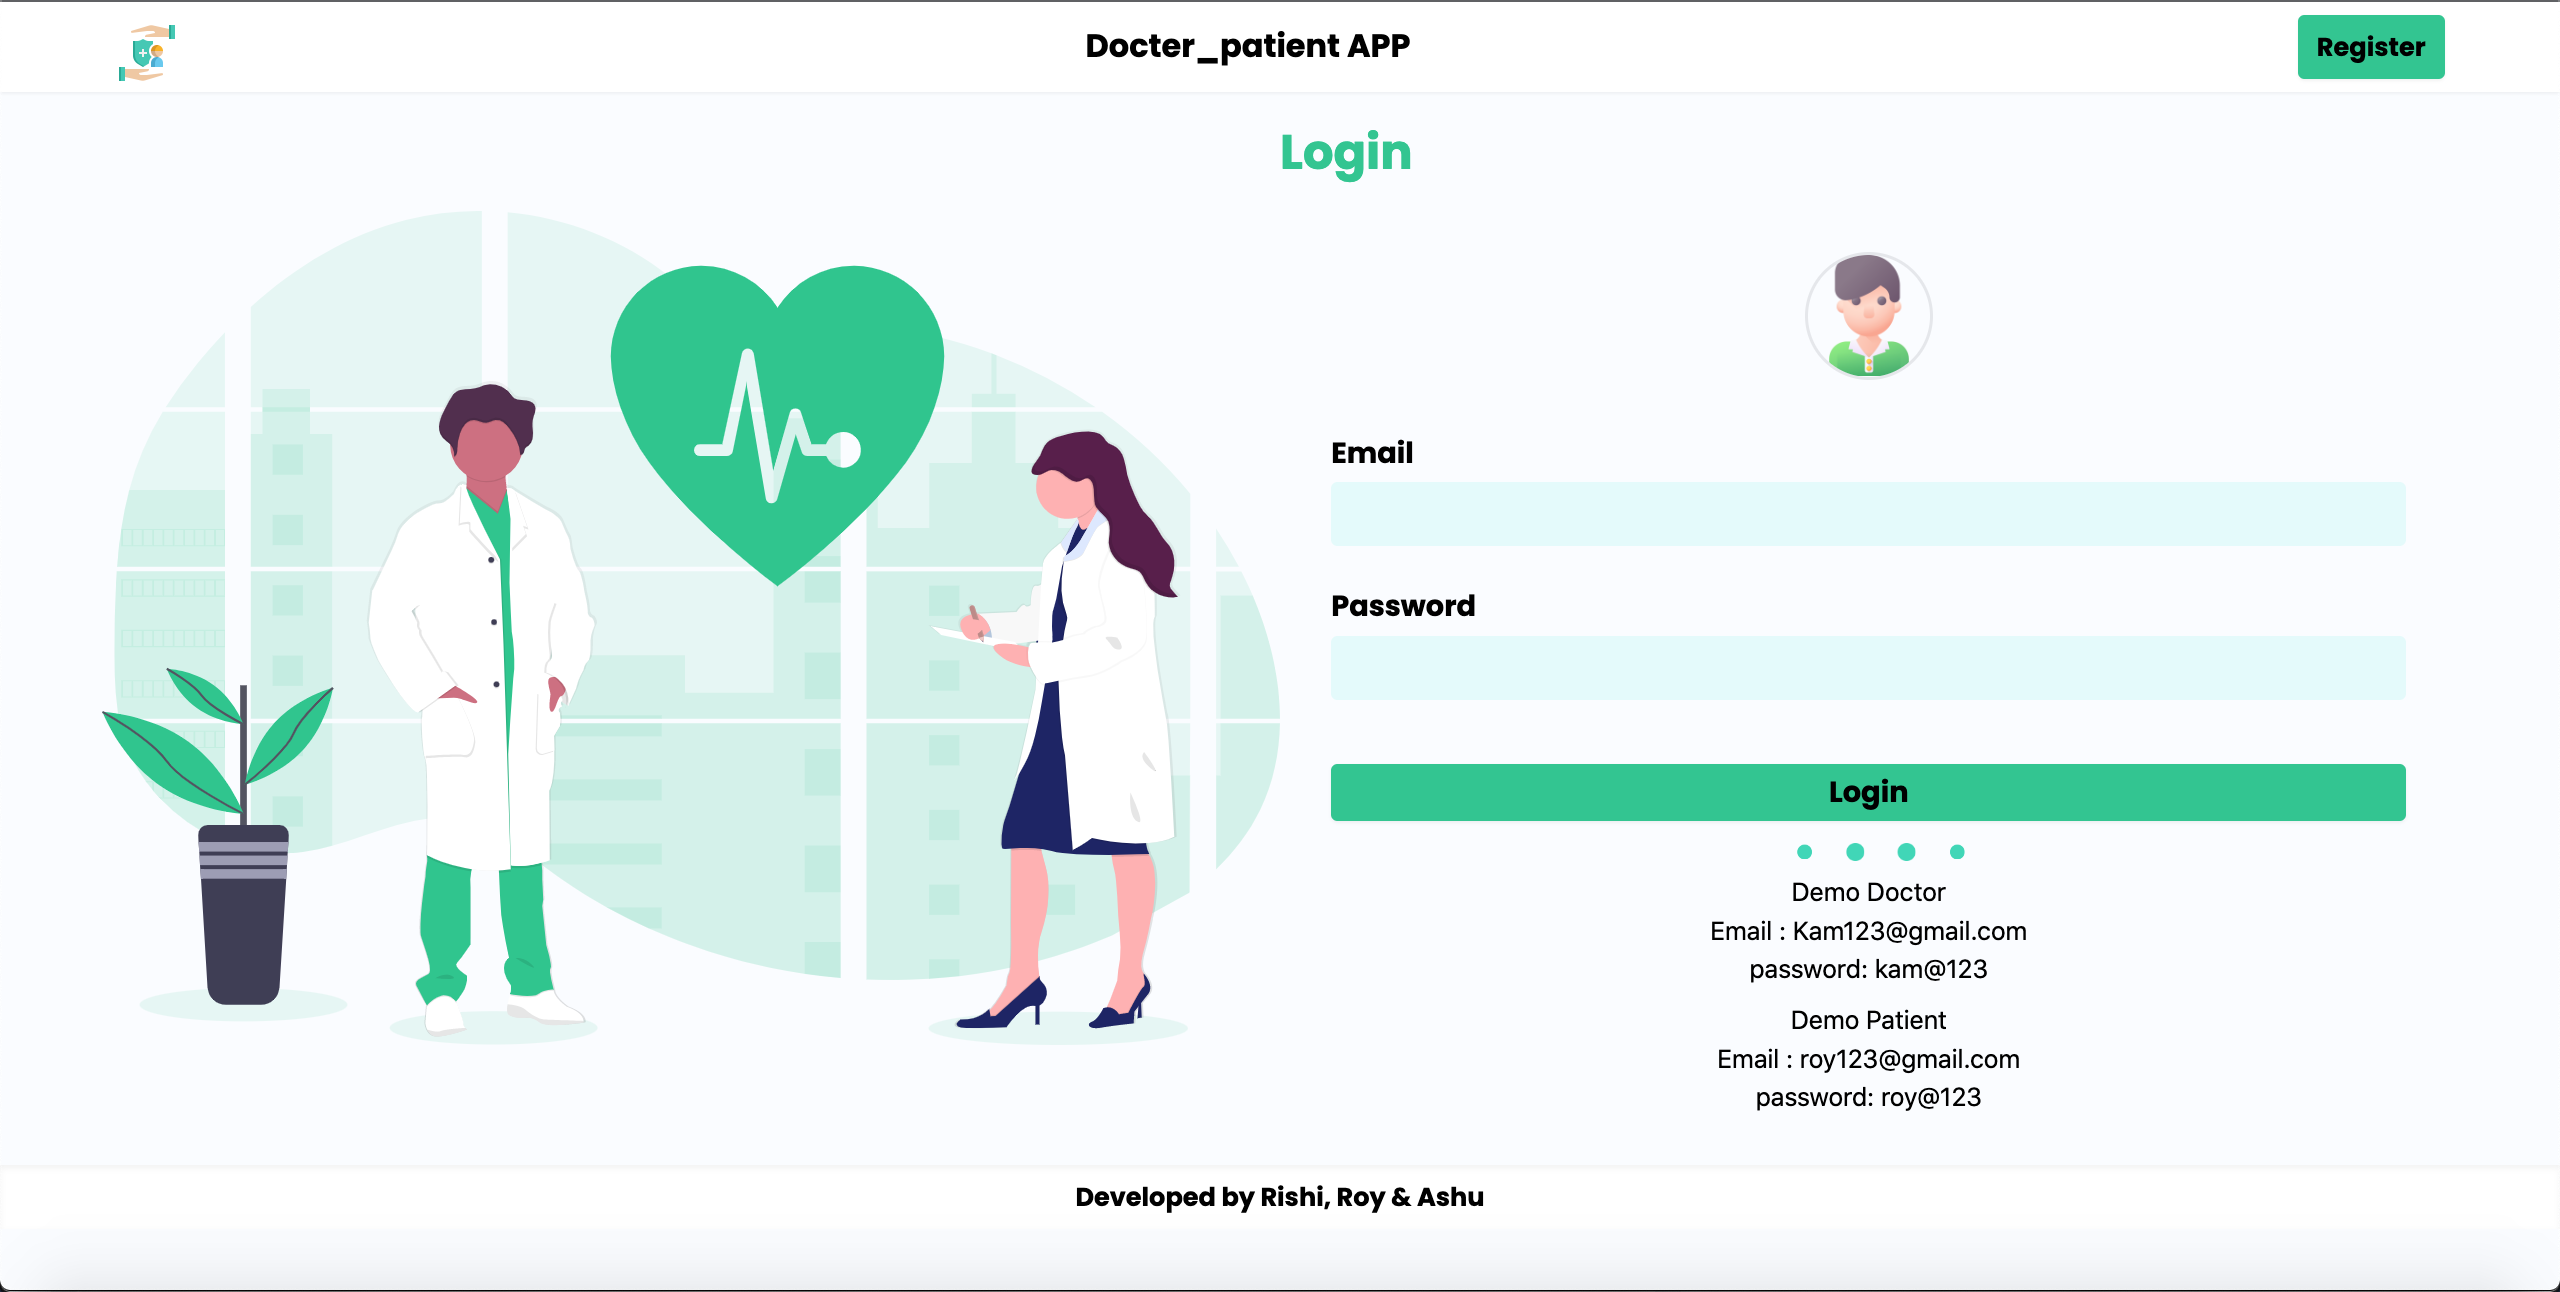 Docter_patient APP
Register
Login
Email
Password
Login
Demo Doctor
Email : Kam123@gmail.com
password: kam@123
Demo Patient
Email : roy123@gmail.com
password: roy@123
Developed by Rishi, Roy & Ashu